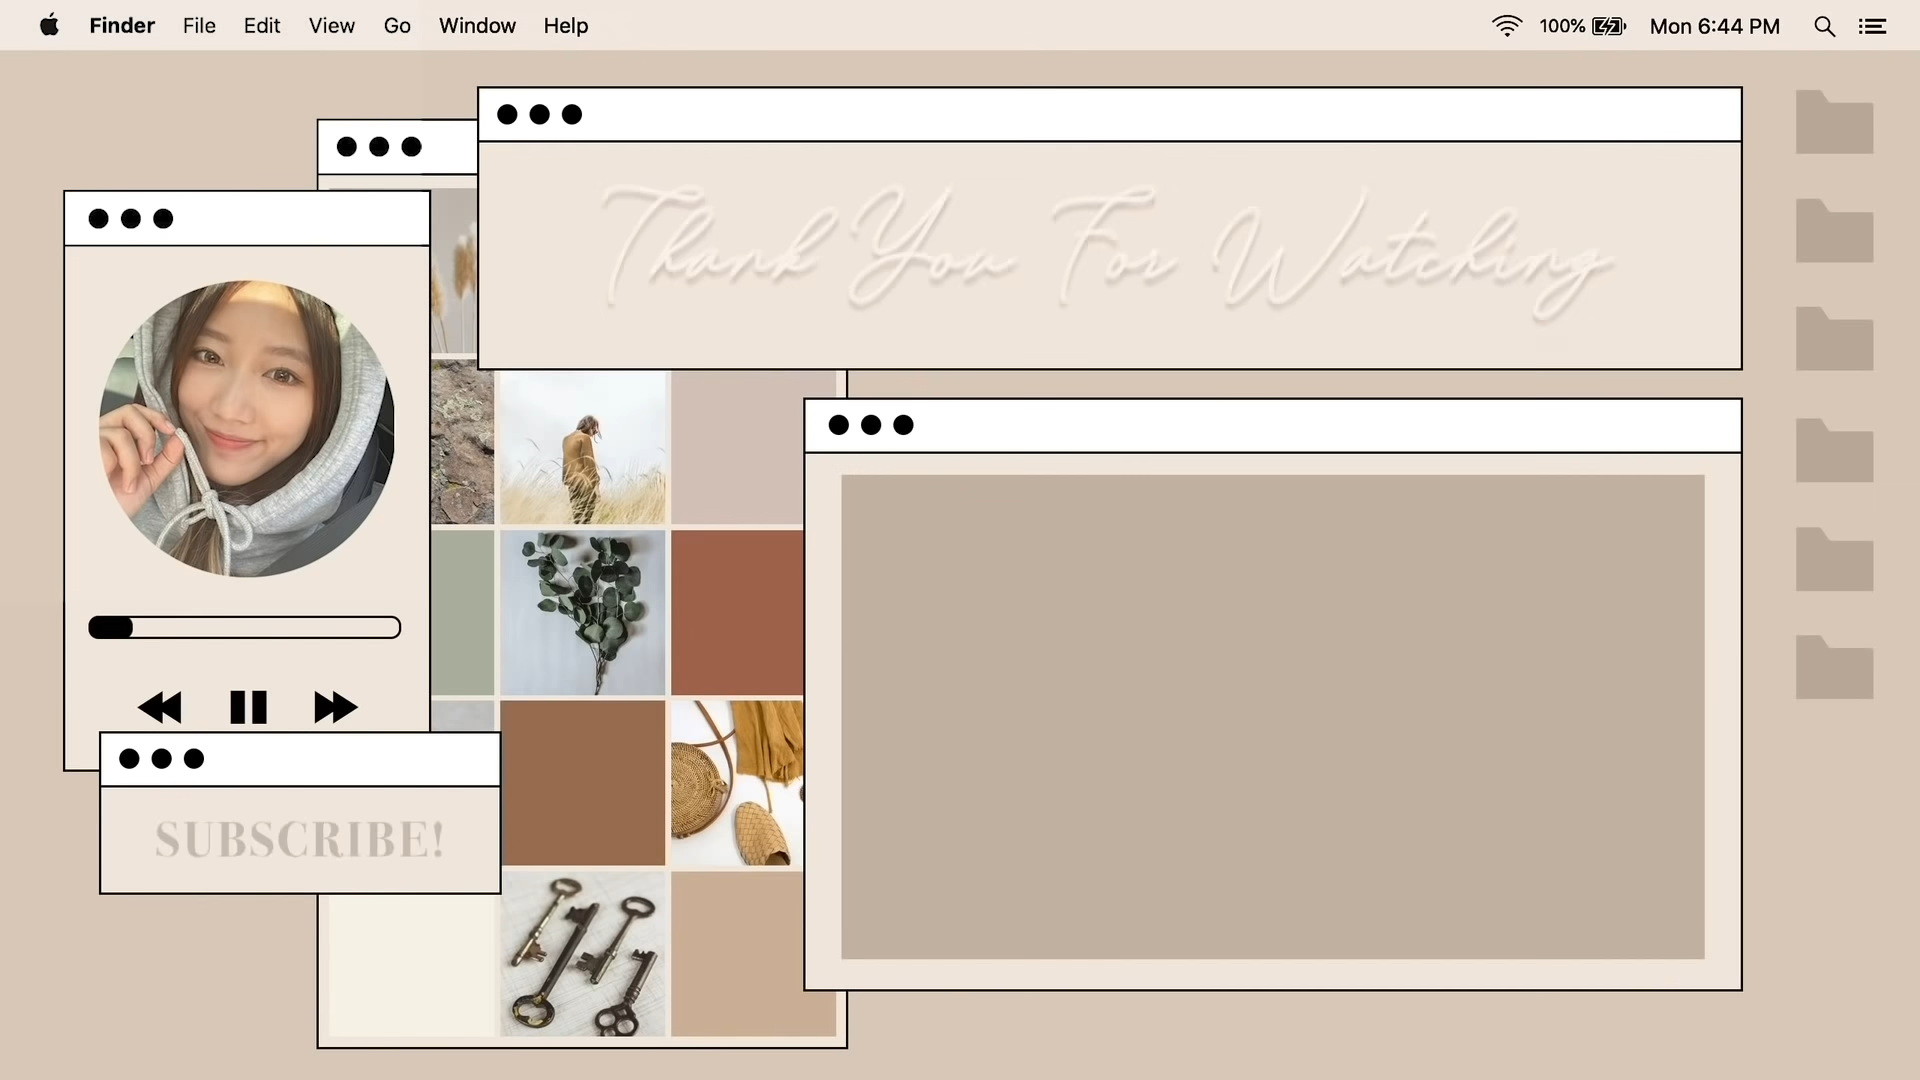 Finder File Edit View Go Window Help 100% Mon 6:44 PM
Thank You For Watching
SUBSCRIBE!